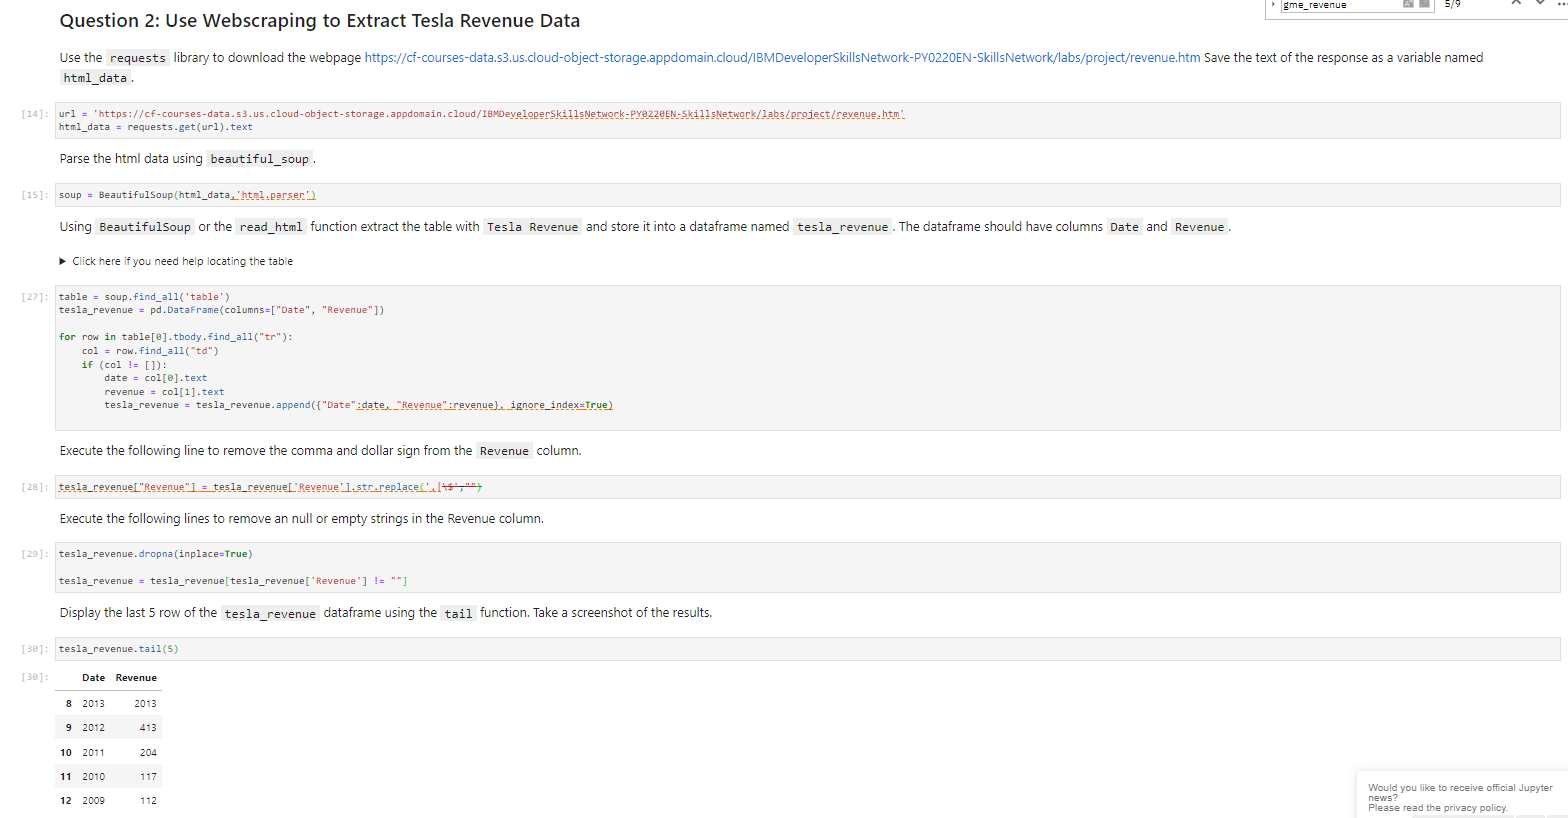 gme_revenue
5/9
Question 2: Use Webscraping to Extract Tesla Revenue Data
Use the requests library to download the webpage https://cf-courses-data.s3.us.cloud-object-storage.appdomain.cloud/IBMDeveloperSkillsNetwork-PY0220EN-SkillsNetwork/labs/project/revenue.htm Save the text of the response as a variable named
html_data .
[14]: url = 'https://cf-courses-data.s3.us.cloud-object-storage.appdomain.cloud/IBMDeveloperSkillsNetwork-PY0220EN-SkillsNetwork/labs/project/revenue.htm'
html_data = requests.get(url).text
Parse the html data using beautiful_soup .
[15]: soup = BeautifulSoup(html_data,'html.parser')
Using BeautifulSoup or the read_html function extract the table with Tesla Revenue and store it into a dataframe named tesla_revenue . The dataframe should have columns Date and Revenue .
▶ Click here if you need help locating the table
[27]: table = soup.find_all('table')
tesla_revenue = pd.DataFrame(columns=["Date", "Revenue"])
for row in table[0].tbody.find_all("tr"):
col = row.find_all("td")
if (col != []):
date = col[0].text
revenue = col[1].text
tesla_revenue = tesla_revenue.append({"Date":date, "Revenue":revenue}, ignore_index=True)
Execute the following line to remove the comma and dollar sign from the Revenue column.
[28]: tesla_revenue["Revenue"] = tesla_revenue['Revenue'].str.replace(',|\$',"")
Execute the following lines to remove an null or empty strings in the Revenue column.
[29]: tesla_revenue.dropna(inplace=True)
tesla_revenue = tesla_revenue[tesla_revenue['Revenue'] != ""]
Display the last 5 row of the tesla_revenue dataframe using the tail function. Take a screenshot of the results.
[30]: tesla_revenue.tail(5)
[30]: Date Revenue
8 2013 2013
9 2012 413
10 2011 204
11 2010 117
12 2009 112
Would you like to receive official Jupyter
news?
Please read the privacy policy.